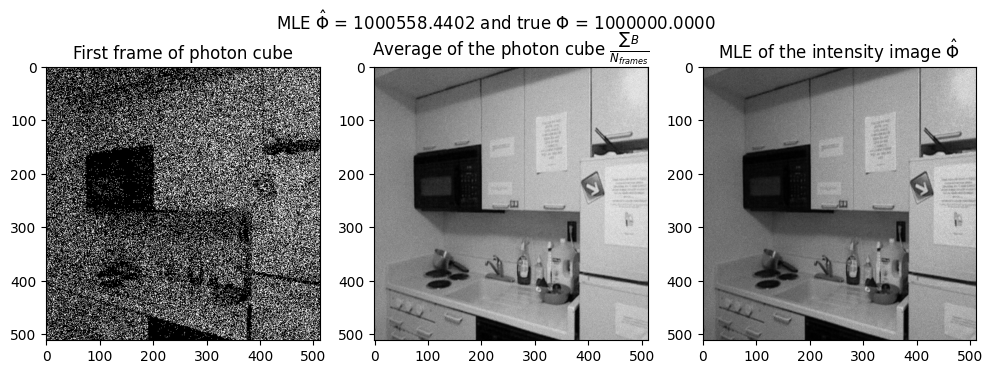 MLE Φ̂ = 1000558.4402 and true Φ = 1000000.0000
First frame of photon cube
Average of the photon cube ∑B/N_frames
MLE of the intensity image Φ̂
0
100
200
300
400
500
0 100 200 300 400 500
0
100
200
300
400
500
0 100 200 300 400 500
0
100
200
300
400
500
0 100 200 300 400 500